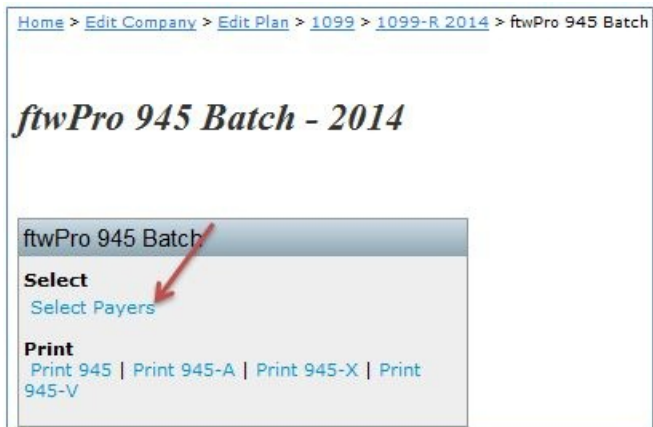 Home > Edit Company > Edit Plan > 1099 > 1099-R 2014 > ftwPro 945 Batch
ftwPro 945 Batch - 2014
ftwPro 945 Batch
Select
Select Payers
Print
Print 945 | Print 945-A | Print 945-X | Print
945-V